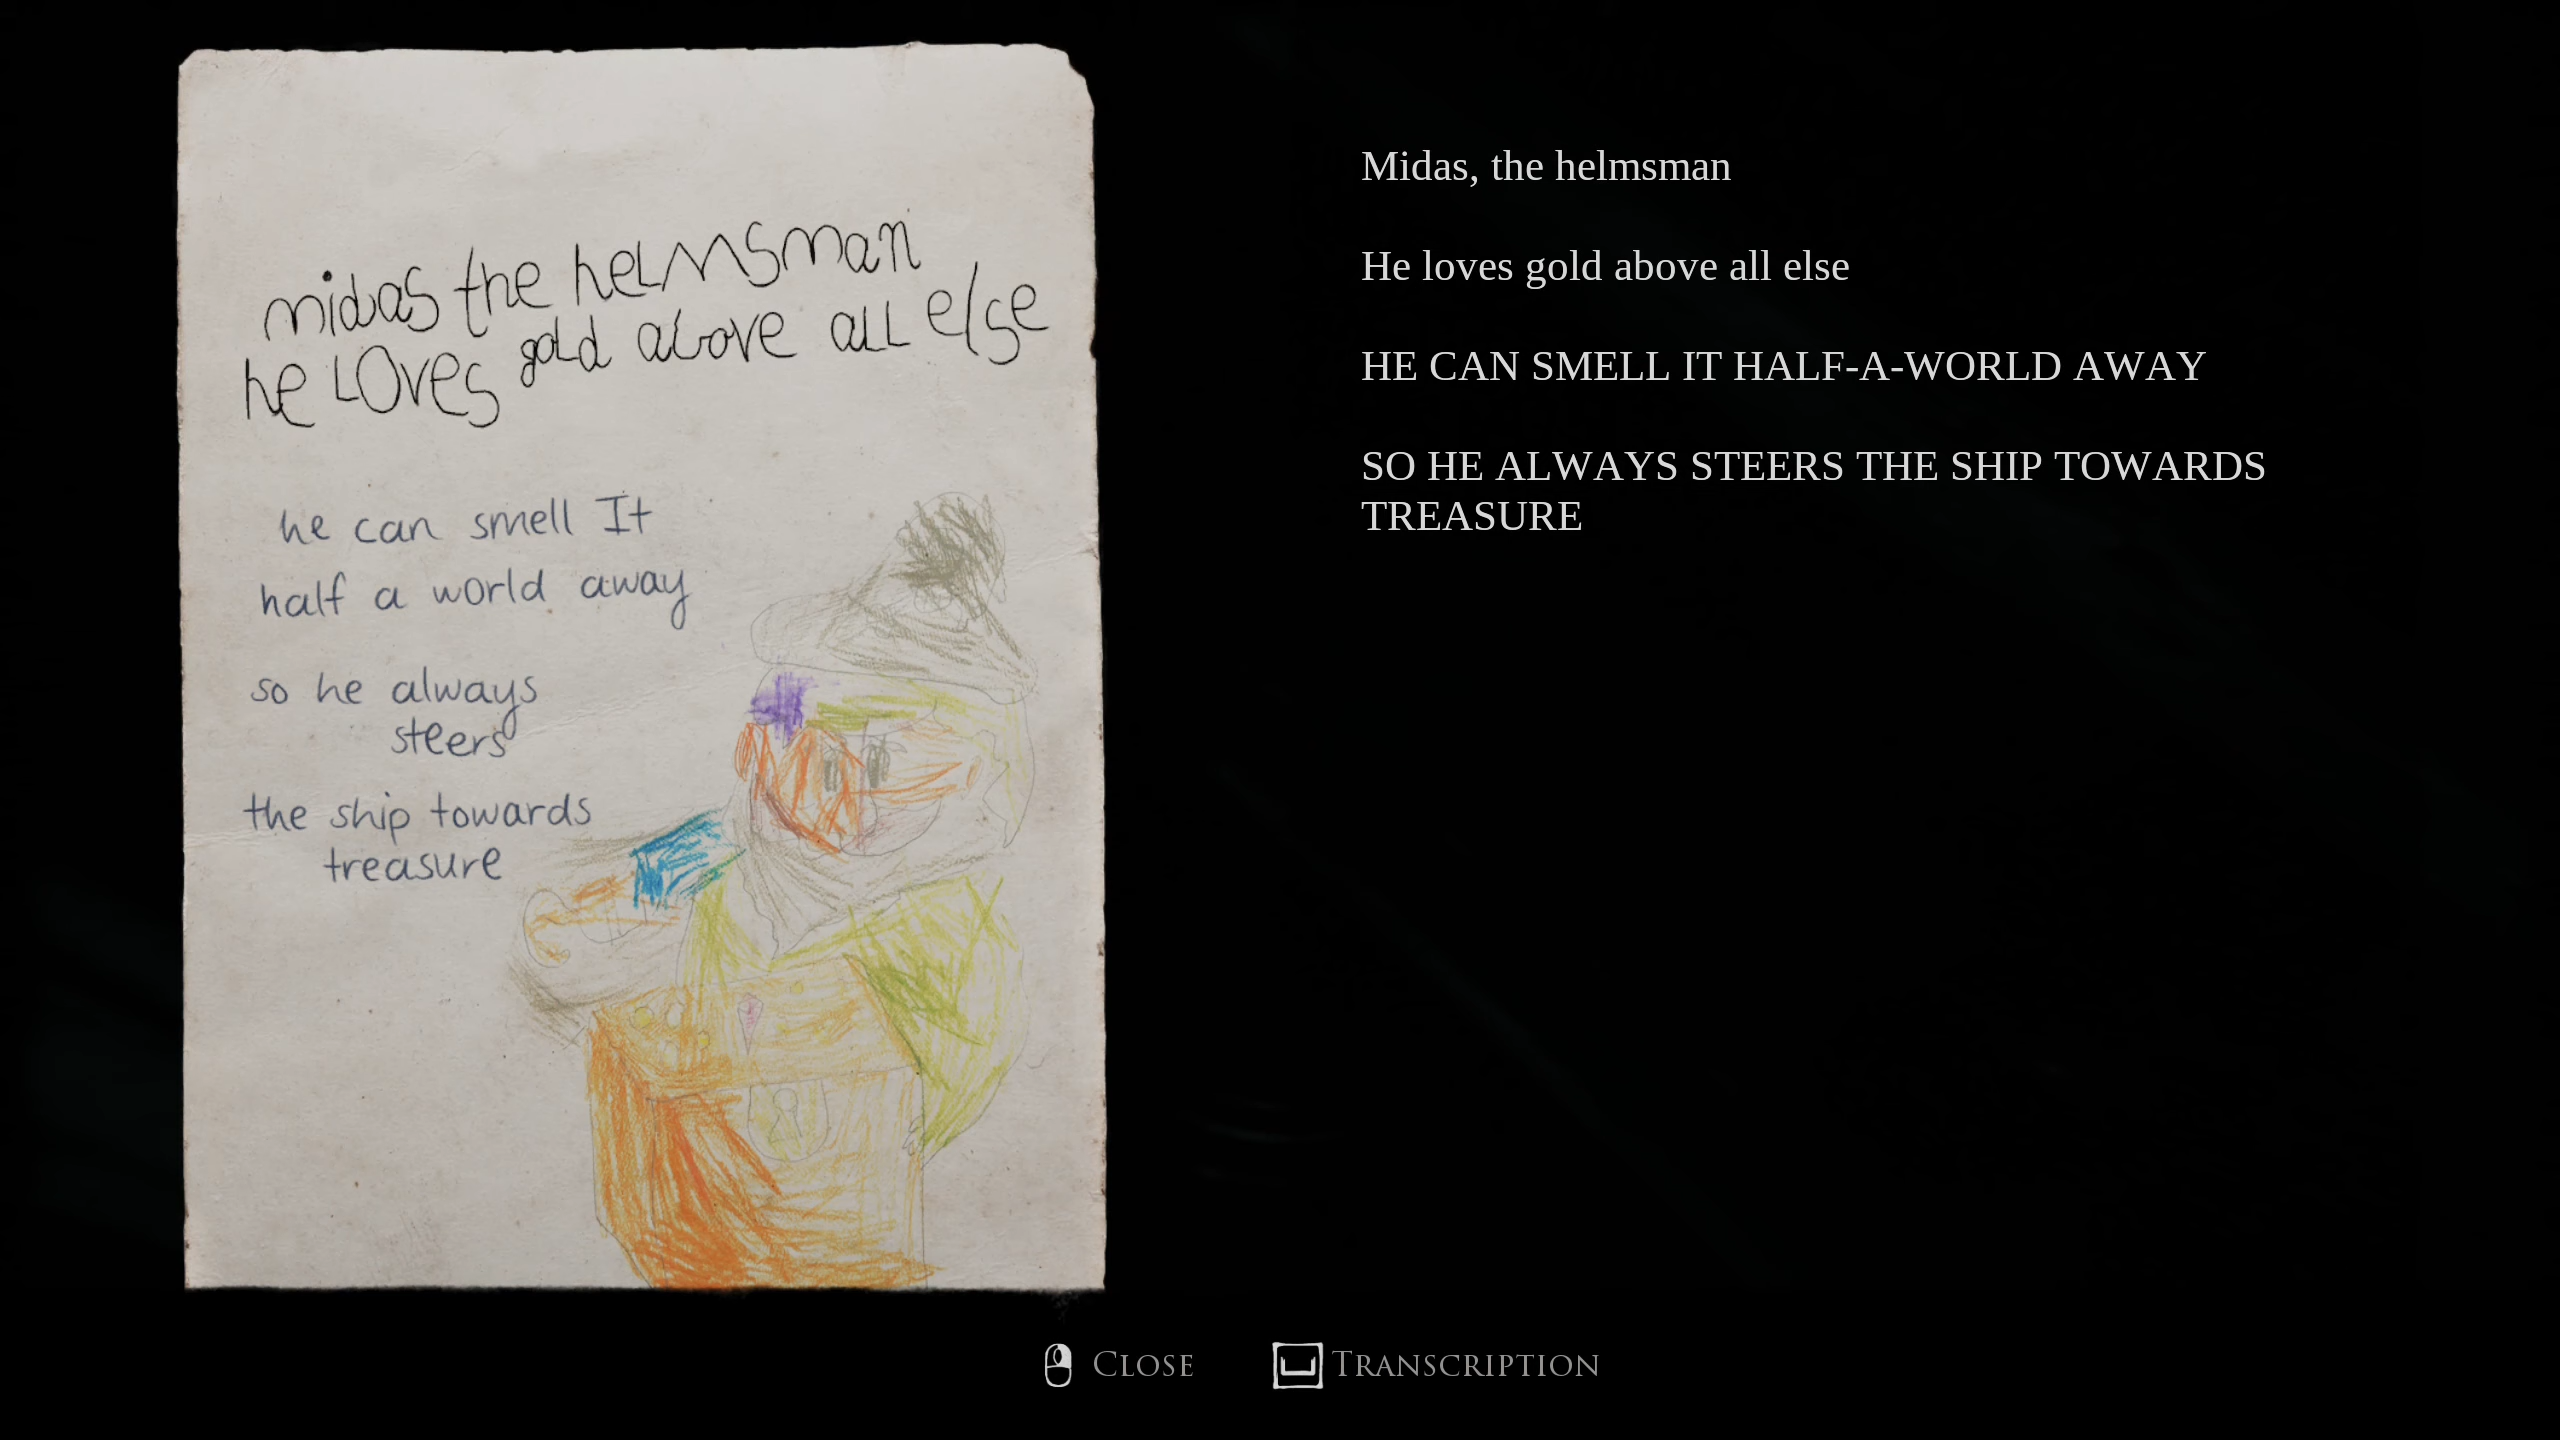 midas the helmsman
he loves gold above all else
he can smell It
half a world away
so he always
steers
the ship towards
treasure
Midas, the helmsman
He loves gold above all else
HE CAN SMELL IT HALF-A-WORLD AWAY
SO HE ALWAYS STEERS THE SHIP TOWARDS
TREASURE
CLOSE
TRANSCRIPTION